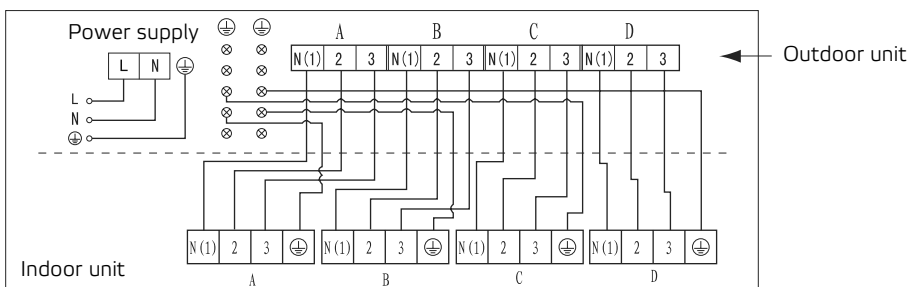 Power supply
L N
L
N
A B C D
N(1) 2 3 N(1) 2 3 N(1) 2 3 N(1) 2 3
Outdoor unit
N(1) 2 3 N(1) 2 3 N(1) 2 3 N(1) 2 3
Indoor unit
A B C D